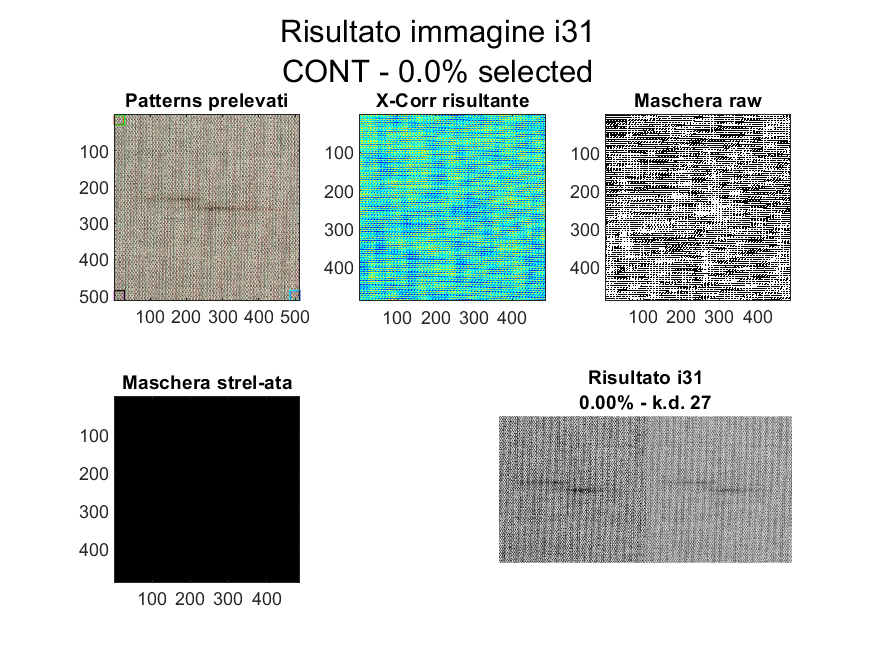 Risultato immagine i31
CONT - 0.0% selected
Patterns prelevati
100
200
300
400
500
100 200 300 400 500
X-Corr risultante
100
200
300
400
100 200 300 400
Maschera raw
100
200
300
400
100 200 300 400
Maschera strel-ata
100
200
300
400
100 200 300 400
Risultato i31
0.00% - k.d. 27